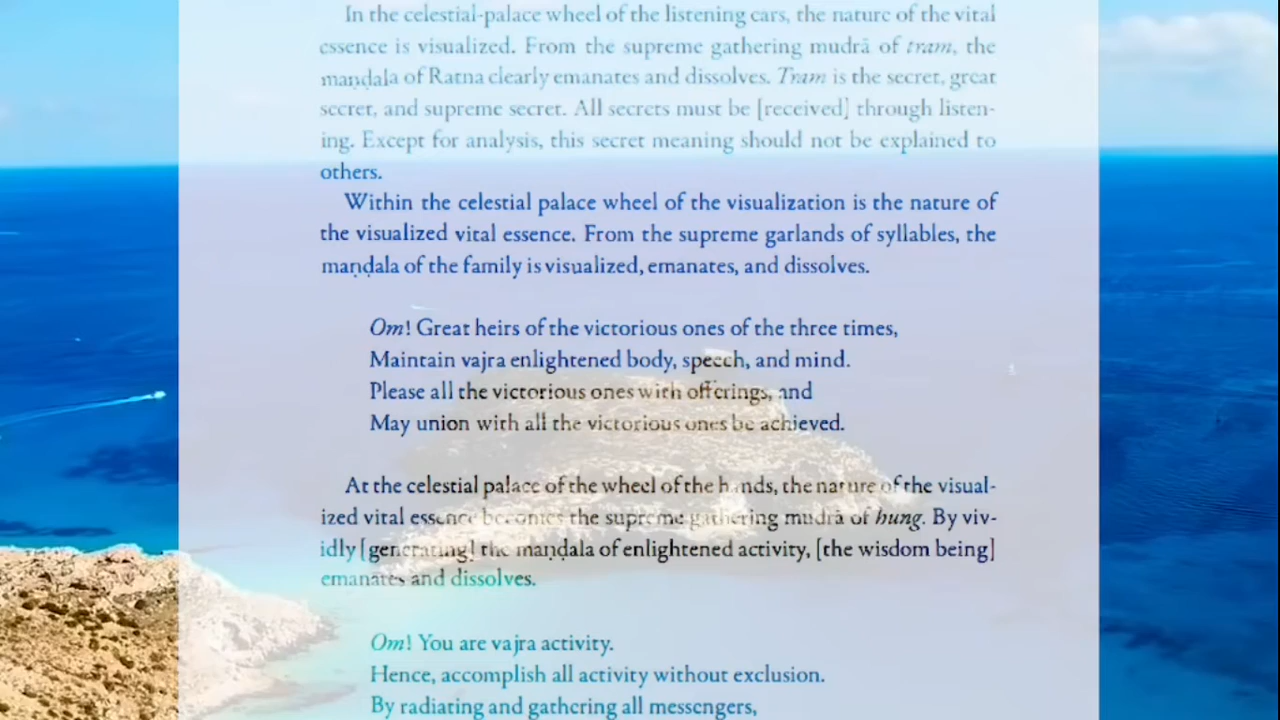 In the celestial-palace wheel of the listening ears, the nature of the vital
essence is visualized. From the supreme gathering mudrā of tram, the
maṇḍala of Ratna clearly emanates and dissolves. Tram is the secret, great
secret, and supreme secret. All secrets must be [received] through listen-
ing. Except for analysis, this secret meaning should not be explained to
others.
Within the celestial palace wheel of the visualization is the nature of
the visualized vital essence. From the supreme garlands of syllables, the
maṇḍala of the family is visualized, emanates, and dissolves.
Om! Great heirs of the victorious ones of the three times,
Maintain vajra enlightened body, speech, and mind.
Please all the victorious ones with offerings, and
May union with all the victorious ones be achieved.
At the celestial palace of the wheel of the hands, the nature of the visual-
ized vital essence becomes the supreme gathering mudrā of hung. By viv-
idly [generating] the maṇḍala of enlightened activity, [the wisdom being]
emanates and dissolves.
Om! You are vajra activity.
Hence, accomplish all activity without exclusion.
By radiating and gathering all messengers,